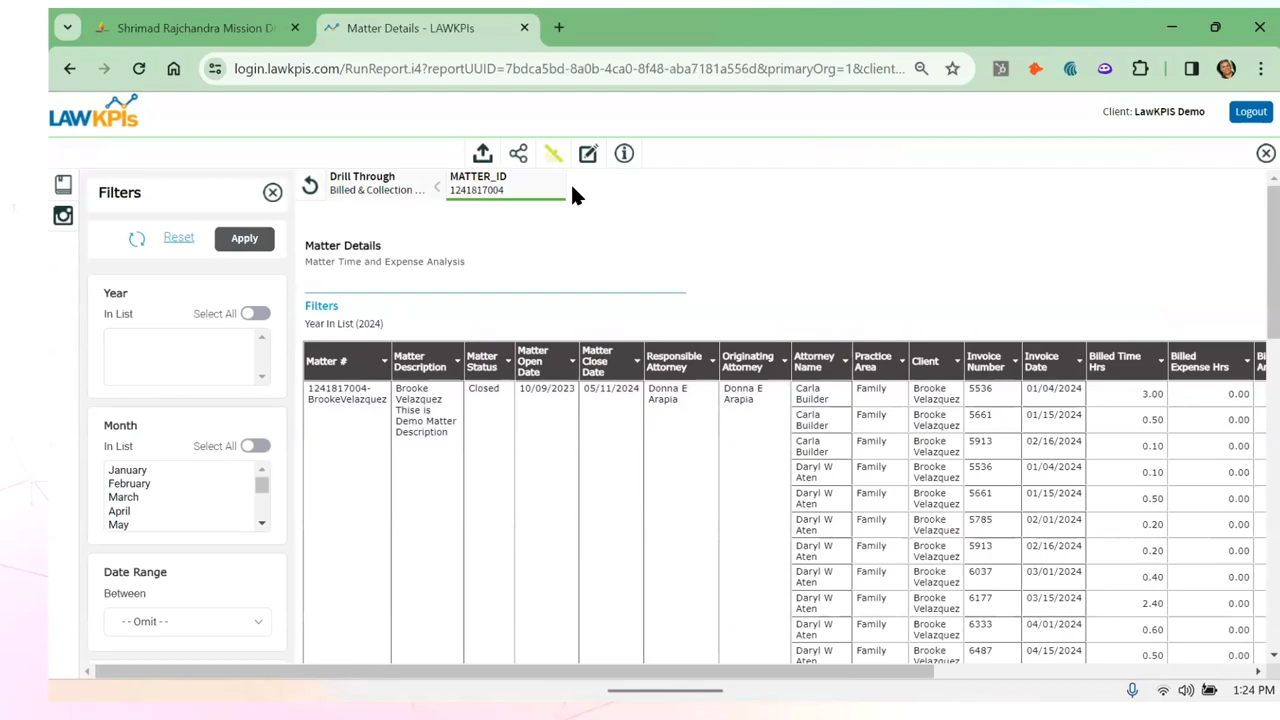 Shrimad Rajchandra Mission D
Matter Details - LAWKPIs
login.lawkpis.com/RunReport.i4?reportUUID=7bdca5bd-8a0b-4ca0-8f48-aba7181a556d&primaryOrg=1&client...
LAWKPIs
Client: LawKPIS Demo
Logout
Drill Through
Billed & Collection ...
MATTER_ID
1241817004
Filters
Reset
Apply
Year
In List
Select All
Month
In List
Select All
January
February
March
April
May
Date Range
Between
-- Omit --
Matter Details
Matter Time and Expense Analysis
Filters
Year In List (2024)
Matter # Matter Description Matter Status Matter Open Date Matter Close Date Responsible Attorney Originating Attorney Attorney Name Practice Area Client Invoice Number Invoice Date Billed Time Hrs Billed Expense Hrs
1241817004-BrookeVelazquez Brooke Velazquez Thise is Demo Matter Description Closed 10/09/2023 05/11/2024 Donna E Arapia Donna E Arapia Carla Builder Family Brooke Velazquez 5536 01/04/2024 3.00 0.00
Carla Builder Family Brooke Velazquez 5661 01/15/2024 0.50 0.00
Carla Builder Family Brooke Velazquez 5913 02/16/2024 0.10 0.00
Daryl W Aten Family Brooke Velazquez 5536 01/04/2024 0.10 0.00
Daryl W Aten Family Brooke Velazquez 5661 01/15/2024 0.50 0.00
Daryl W Aten Family Brooke Velazquez 5785 02/01/2024 0.20 0.00
Daryl W Aten Family Brooke Velazquez 5913 02/16/2024 0.20 0.00
Daryl W Aten Family Brooke Velazquez 6037 03/01/2024 0.40 0.00
Daryl W Aten Family Brooke Velazquez 6177 03/15/2024 2.40 0.00
Daryl W Aten Family Brooke Velazquez 6333 04/01/2024 0.60 0.00
Daryl W Aten Family Brooke Velazquez 6487 04/15/2024 0.50 0.00
1:24 PM